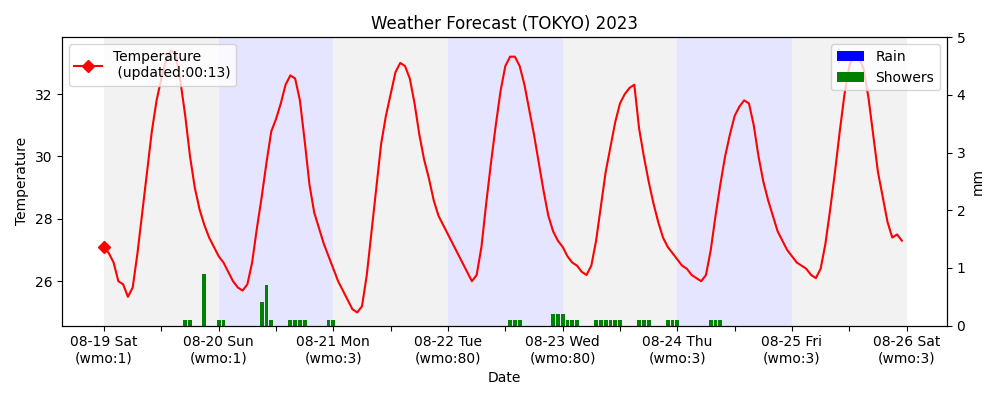 Weather Forecast (TOKYO) 2023
Temperature
(updated:00:13)
Rain
Showers
Temperature
32
30
28
26
5
4
3
2
1
0
mm
08-19 Sat
(wmo:1)
08-20 Sun
(wmo:1)
08-21 Mon
(wmo:3)
08-22 Tue
(wmo:80)
08-23 Wed
(wmo:80)
08-24 Thu
(wmo:3)
08-25 Fri
(wmo:3)
08-26 Sat
(wmo:3)
Date